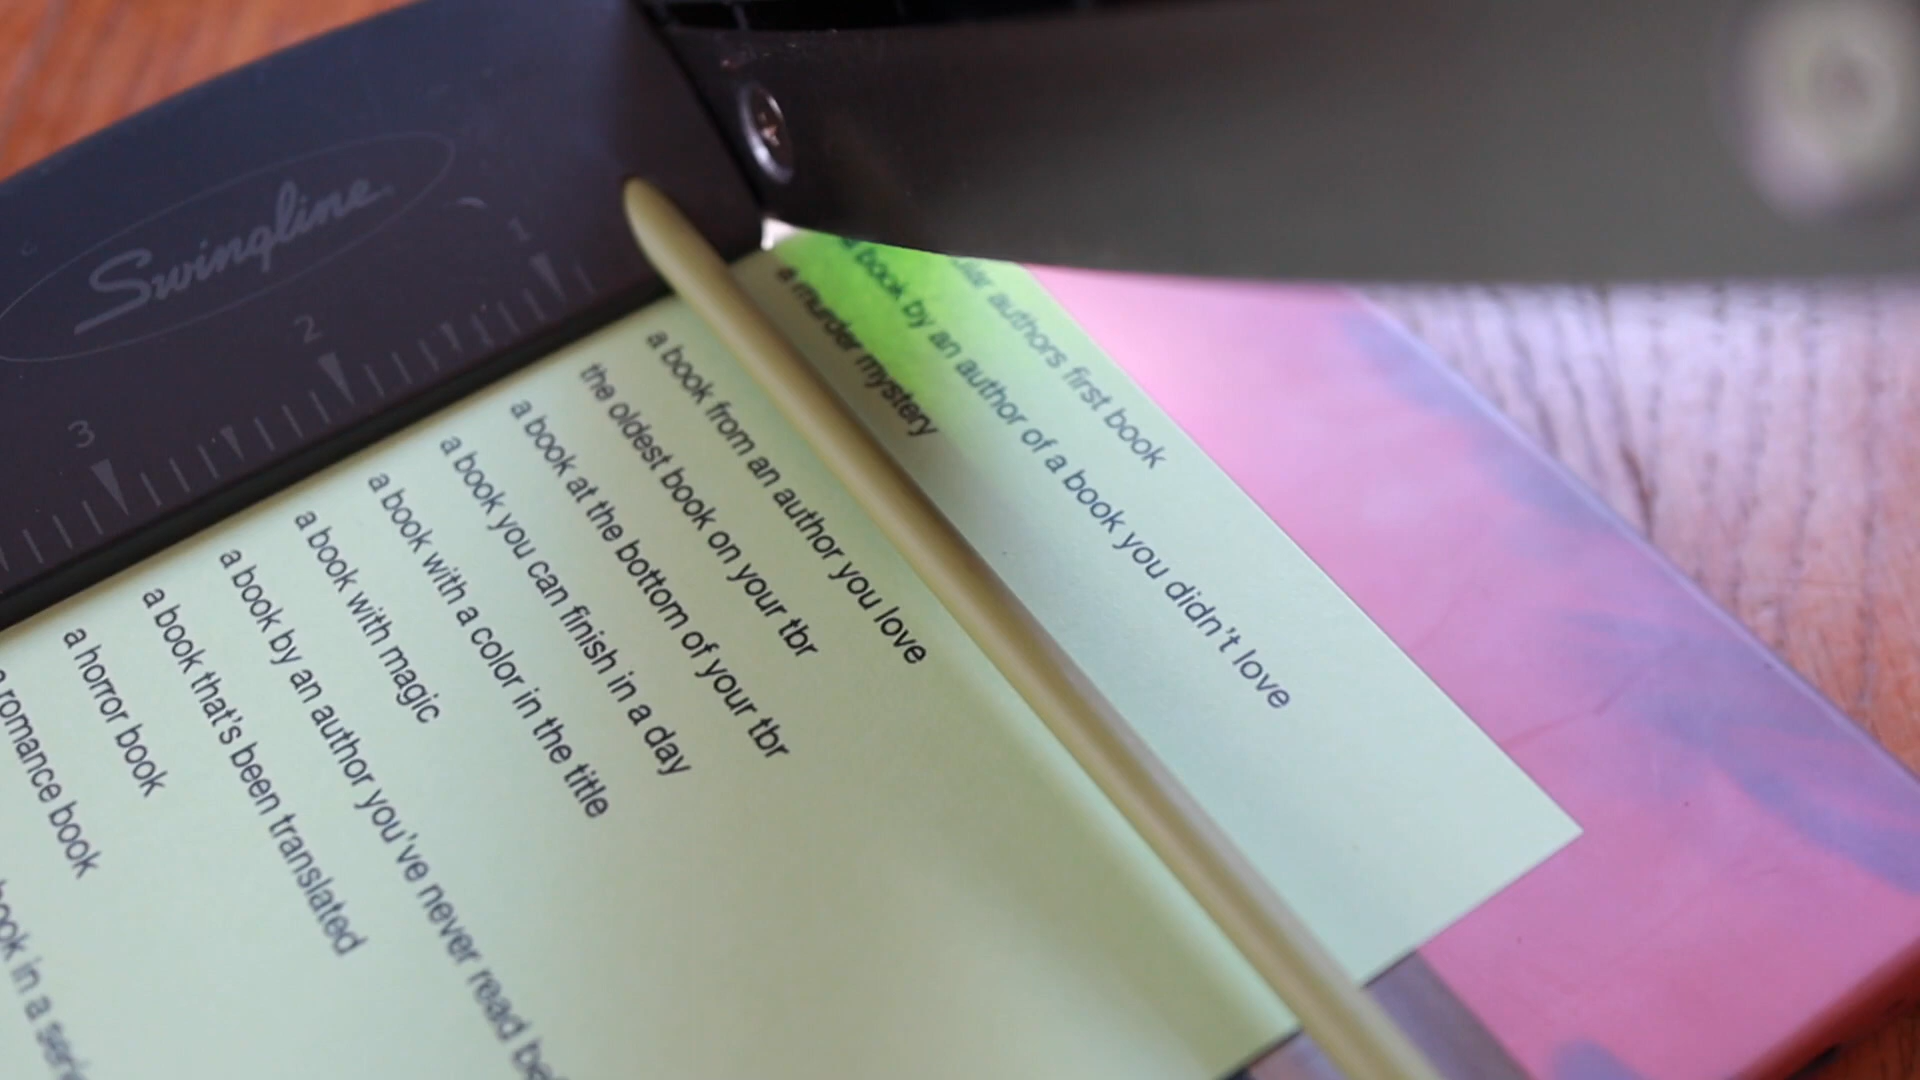 Swingline
1
2
3
authors first book
book by an author of a book you didn't love
a murder mystery
a book from an author you love
the oldest book on your tbr
a book at the bottom of your tbr
a book you can finish in a day
a book with a color in the title
a book with magic
a book by an author you've never read
a book that's been translated
a horror book
romance book
book in a